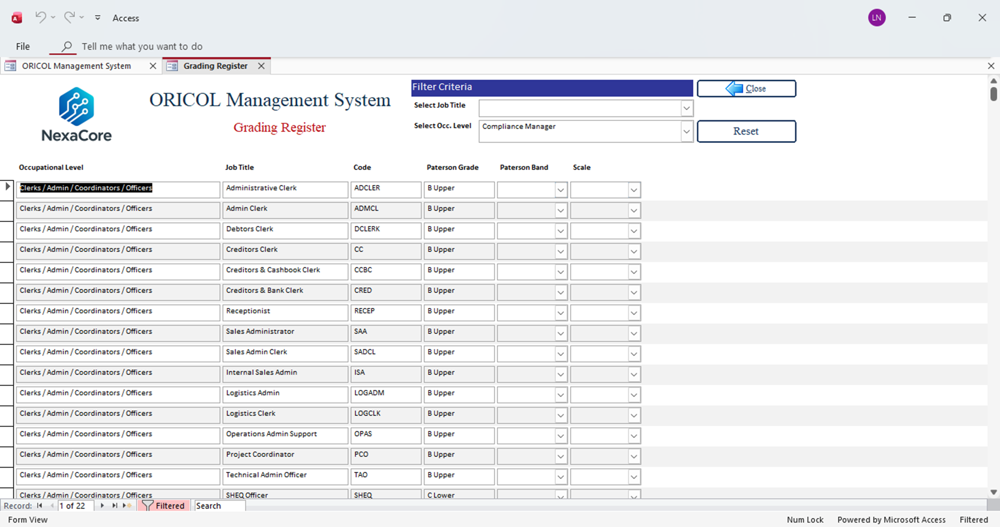 Access
LN
File
Tell me what you want to do
ORICOL Management System
Grading Register
NexaCore
ORICOL Management System
Grading Register
Filter Criteria
Select Job Title
Select Occ. Level
Compliance Manager
Close
Reset
Occupational Level Job Title Code Paterson Grade Paterson Band Scale
Clerks / Admin / Coordinators / Officers Administrative Clerk ADCLER B Upper
Clerks / Admin / Coordinators / Officers Admin Clerk ADMCL B Upper
Clerks / Admin / Coordinators / Officers Debtors Clerk DCLERK B Upper
Clerks / Admin / Coordinators / Officers Creditors Clerk CC B Upper
Clerks / Admin / Coordinators / Officers Creditors & Cashbook Clerk CCBC B Upper
Clerks / Admin / Coordinators / Officers Creditors & Bank Clerk CRED B Upper
Clerks / Admin / Coordinators / Officers Receptionist RECEP B Upper
Clerks / Admin / Coordinators / Officers Sales Administrator SAA B Upper
Clerks / Admin / Coordinators / Officers Sales Admin Clerk SADCL B Upper
Clerks / Admin / Coordinators / Officers Internal Sales Admin ISA B Upper
Clerks / Admin / Coordinators / Officers Logistics Admin LOGADM B Upper
Clerks / Admin / Coordinators / Officers Logistics Clerk LOGCLK B Upper
Clerks / Admin / Coordinators / Officers Operations Admin Support OPAS B Upper
Clerks / Admin / Coordinators / Officers Project Coordinator PCO B Upper
Clerks / Admin / Coordinators / Officers Technical Admin Officer TAO B Upper
Clerks / Admin / Coordinators / Officers SHEQ Officer SHEQ C Lower
Record: 1 of 22 Filtered Search
Form View Num Lock Powered by Microsoft Access Filtered